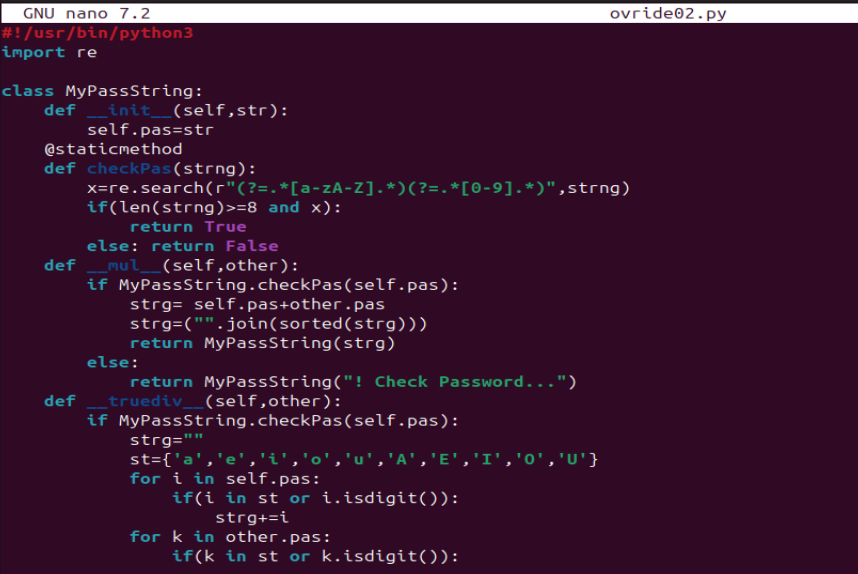 GNU nano 7.2 ovride02.py
#!/usr/bin/python3
import re

class MyPassString:
    def __init__(self,str):
        self.pas=str
    @staticmethod
    def checkPas(strng):
        x=re.search(r"(?=.*[a-zA-Z].*)(?=.*[0-9].*)",strng)
        if(len(strng)>=8 and x):
            return True
        else: return False
    def __mul__(self,other):
        if MyPassString.checkPas(self.pas):
            strg= self.pas+other.pas
            strg=("".join(sorted(strg)))
            return MyPassString(strg)
        else:
            return MyPassString("! Check Password...")
    def __truediv__(self,other):
        if MyPassString.checkPas(self.pas):
            strg=""
            st={'a','e','i','o','u','A','E','I','O','U'}
            for i in self.pas:
                if(i in st or i.isdigit()):
                    strg+=i
            for k in other.pas:
                if(k in st or k.isdigit()):